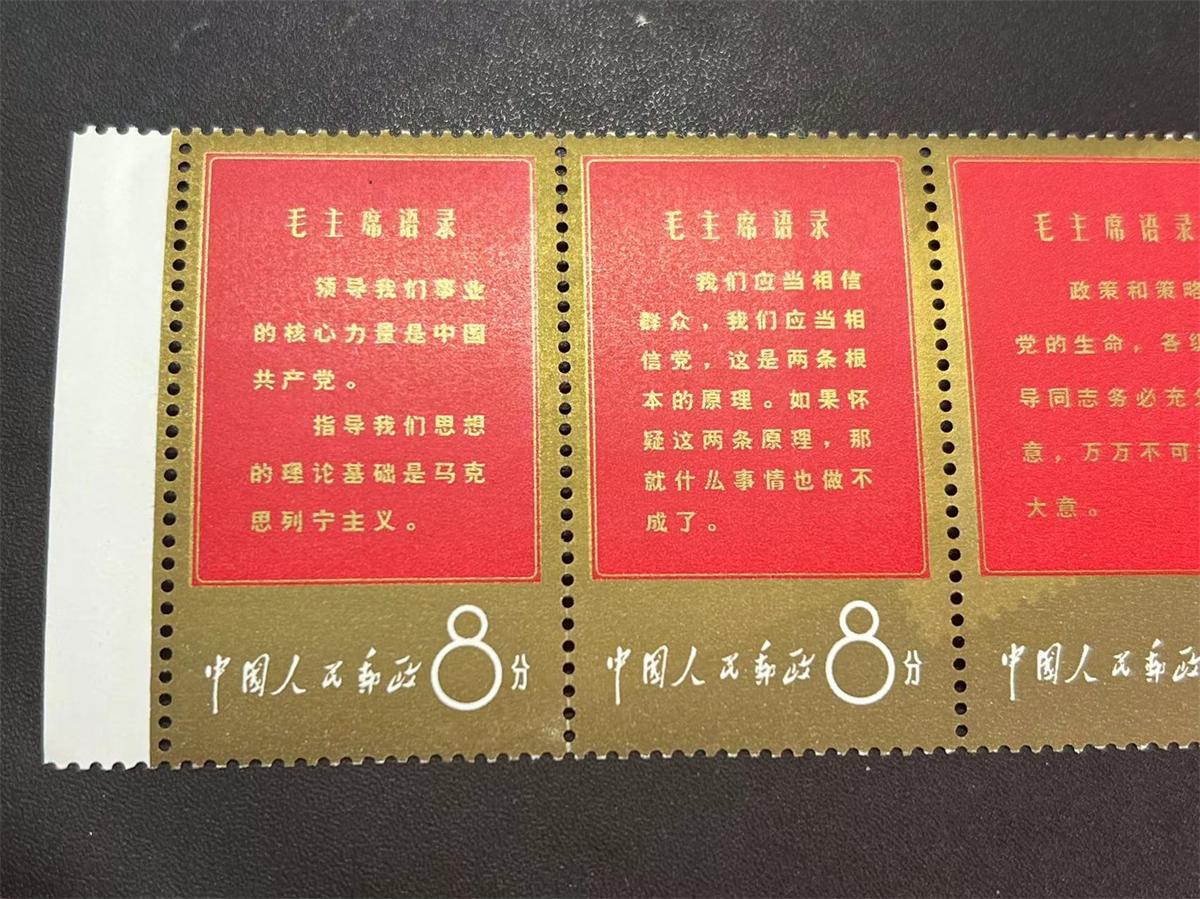 毛主席语录
领导我们事业
的核心力量是中国
共产党。
指导我们思想
的理论基础是马克
思列宁主义。
中國人民郵政 8分
毛主席语录
我们应当相信
群众，我们应当相
信党，这是两条根
本的原理。如果怀
疑这两条原理，那
就什么事情也做不
成了。
中國人民郵政 8分
毛主席语录
政策和策略
党的生命，各级
导同志务必充
意，万万不可
大意。
中國人民郵政